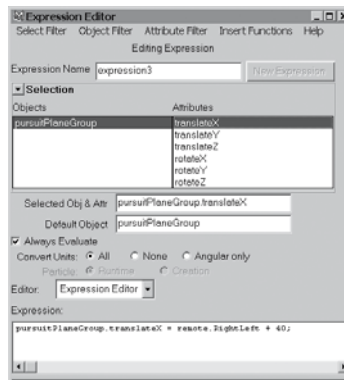 Expression Editor
Select Filter Object Filter Attribute Filter Insert Functions Help
Editing Expression
Expression Name expression3 New Expression
Selection
Objects Attributes
pursuitPlaneGroup translateX
translateY
translateZ
rotateX
rotateY
rotateZ
Selected Obj & Attr pursuitPlaneGroup.translateX
Default Object pursuitPlaneGroup
Always Evaluate
Convert Units: All None Angular only
Particle: Runtime Creation
Editor: Expression Editor
Expression:
pursuitPlaneGroup.translateX = remote.RightLeft + 40;